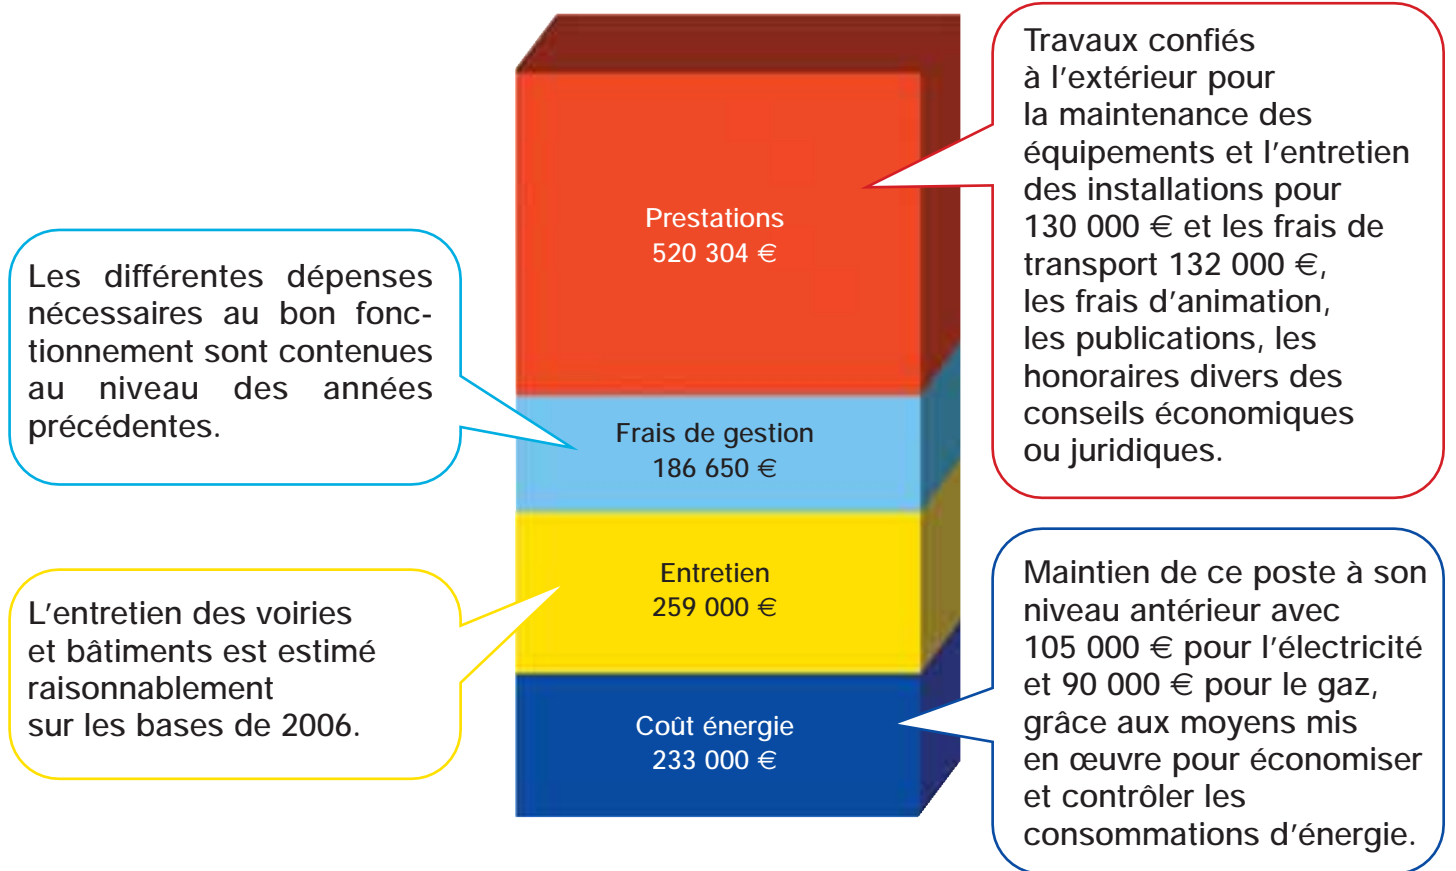 Travaux confiés
à l'extérieur pour
la maintenance des
équipements et l'entretien
des installations pour
130 000 € et les frais de
transport 132 000 €,
les frais d'animation,
les publications, les
honoraires divers des
conseils économiques
ou juridiques.
Prestations
520 304 €
Les différentes dépenses
nécessaires au bon fonc-
tionnement sont contenues
au niveau des années
précédentes.
Frais de gestion
186 650 €
Entretien
259 000 €
L'entretien des voiries
et bâtiments est estimé
raisonnablement
sur les bases de 2006.
Maintien de ce poste à son
niveau antérieur avec
105 000 € pour l'électricité
et 90 000 € pour le gaz,
grâce aux moyens mis
en œuvre pour économiser
et contrôler les
consommations d'énergie.
Coût énergie
233 000 €